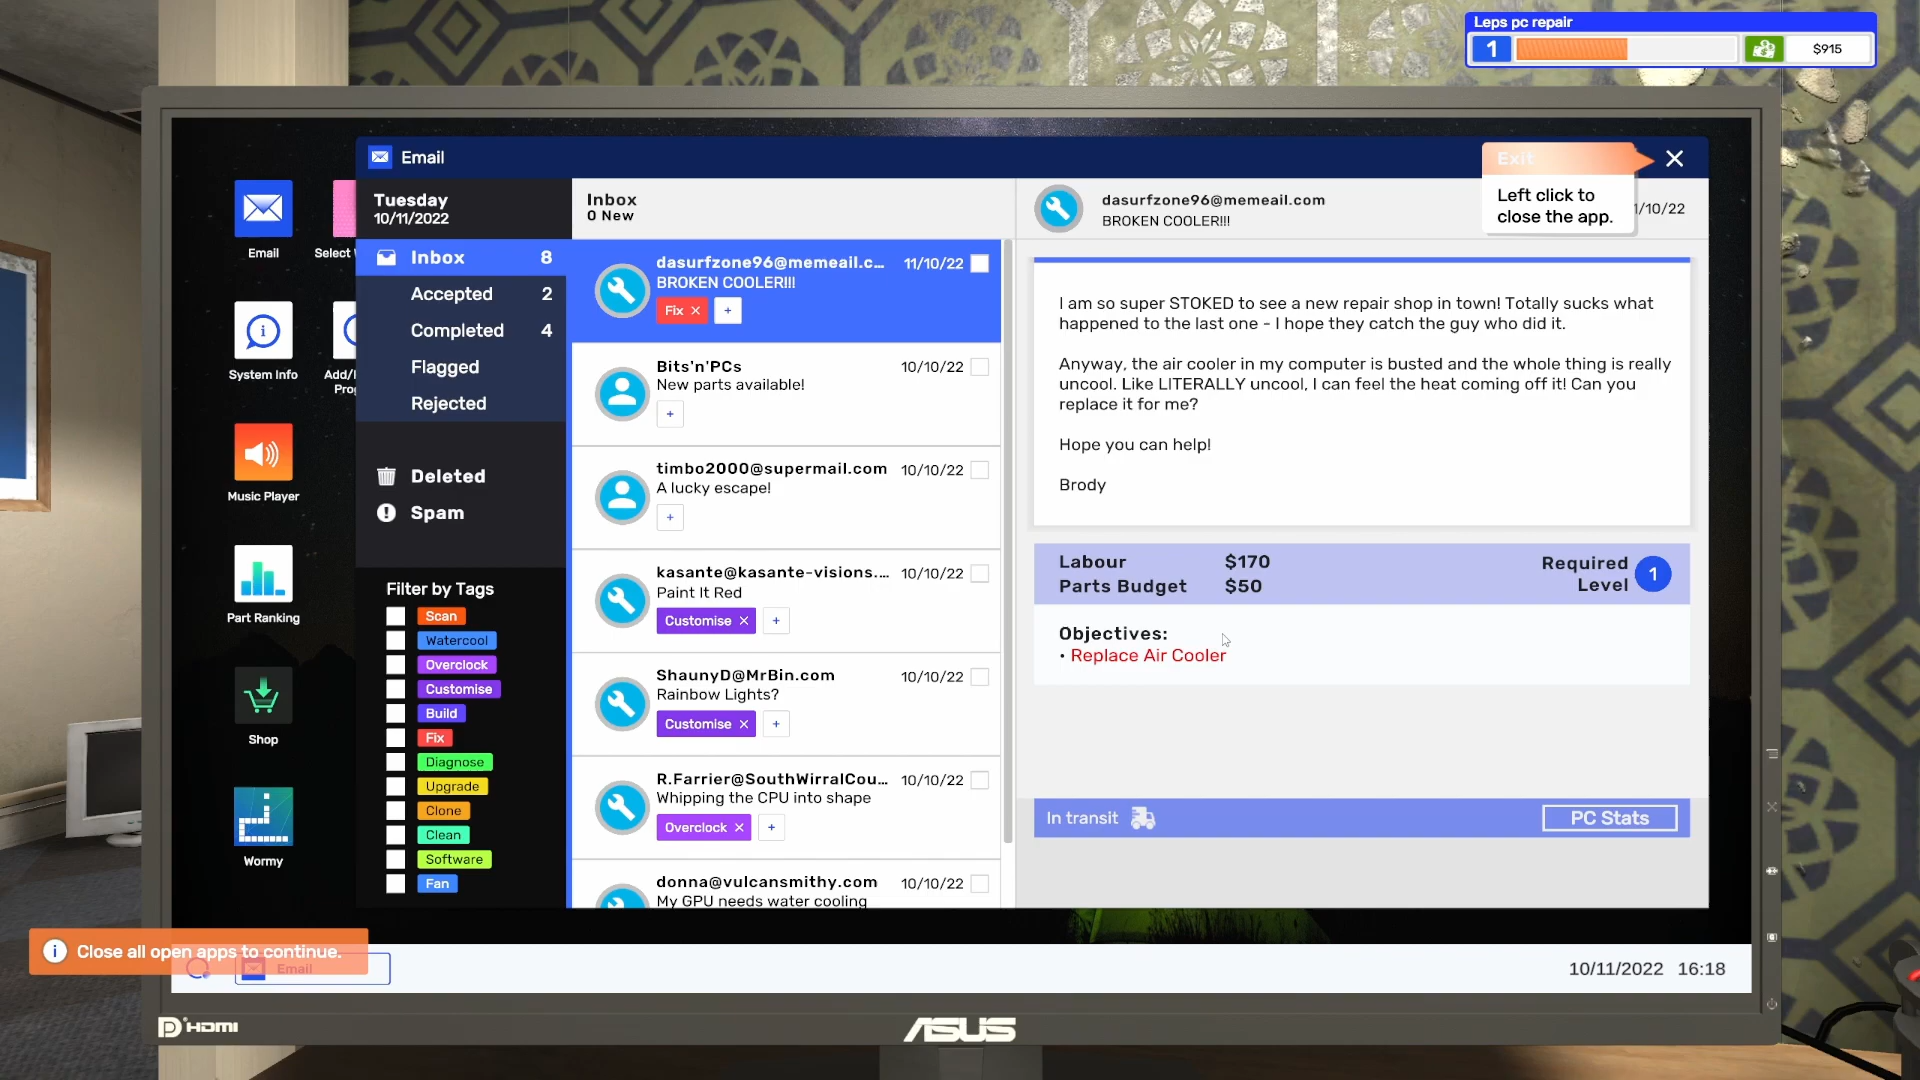 Leps pc repair
1
$915
Email
Exit
Left click to
close the app.
Tuesday
10/11/2022
Inbox
0 New
dasurfzone96@memeail.com
BROKEN COOLER!!!
1/10/22
Email
Select
System Info
Add/
Prog
Music Player
Part Ranking
Shop
Wormy
Inbox 8
Accepted 2
Completed 4
Flagged
Rejected
Deleted
Spam
Filter by Tags
Scan
Watercool
Overclock
Customise
Build
Fix
Diagnose
Upgrade
Clone
Clean
Software
Fan
dasurfzone96@memeail.c... 11/10/22
BROKEN COOLER!!!
Fix × +
Bits'n'PCs 10/10/22
New parts available!
+
timbo2000@supermail.com 10/10/22
A lucky escape!
+
kasante@kasante-visions.... 10/10/22
Paint It Red
Customise × +
ShaunyD@MrBin.com 10/10/22
Rainbow Lights?
Customise × +
R.Farrier@SouthWirralCou... 10/10/22
Whipping the CPU into shape
Overclock × +
donna@vulcansmithy.com 10/10/22
My GPU needs water cooling
I am so super STOKED to see a new repair shop in town! Totally sucks what
happened to the last one - I hope they catch the guy who did it.
Anyway, the air cooler in my computer is busted and the whole thing is really
uncool. Like LITERALLY uncool, I can feel the heat coming off it! Can you
replace it for me?
Hope you can help!
Brody
Labour $170
Parts Budget $50
Required
Level 1
Objectives:
• Replace Air Cooler
In transit
PC Stats
Close all open apps to continue.
Email
10/11/2022 16:18
HDMI
ASUS